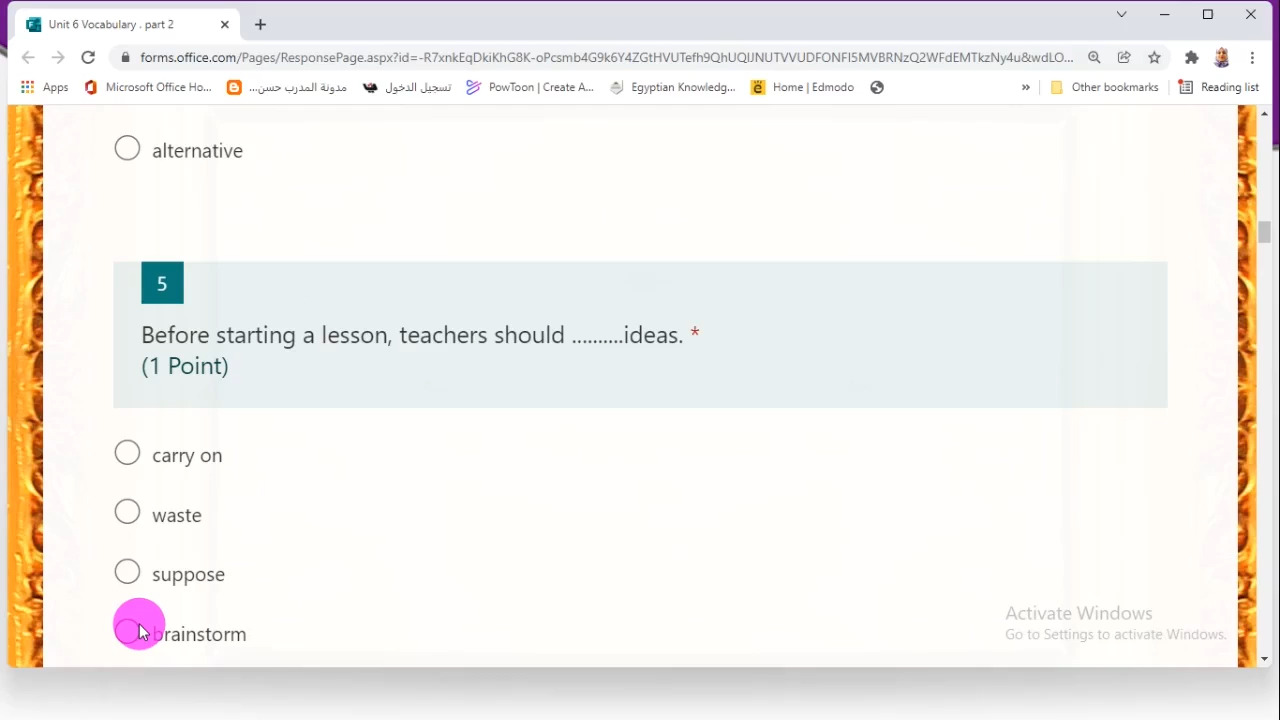 Unit 6 Vocabulary . part 2
forms.office.com/Pages/ResponsePage.aspx?id=-R7xnkEqDkiKhG8K-oPcsmb4G9k6Y4ZGtHVUTefh9QhUQlJNUTVVUDFONFl5MVBRNzQ2WFdEMTkzNy4u&wdLO...
Apps Microsoft Office Ho... مدونة المدرب حسن... تسجيل الدخول PowToon | Create A... Egyptian Knowledg... Home | Edmodo » Other bookmarks Reading list
alternative
5
Before starting a lesson, teachers should ..........ideas. *
(1 Point)
carry on
waste
suppose
brainstorm
Activate Windows
Go to Settings to activate Windows.